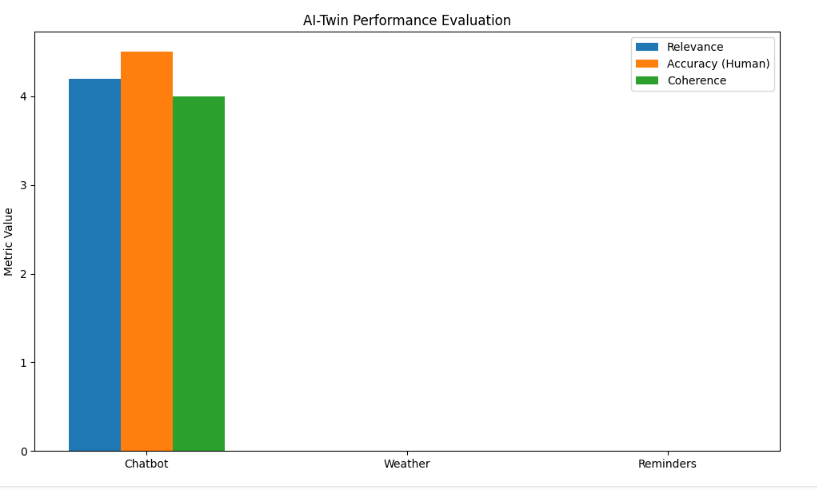 AI-Twin Performance Evaluation
Relevance
Accuracy (Human)
Coherence
Metric Value
4
3
2
1
0
Chatbot Weather Reminders